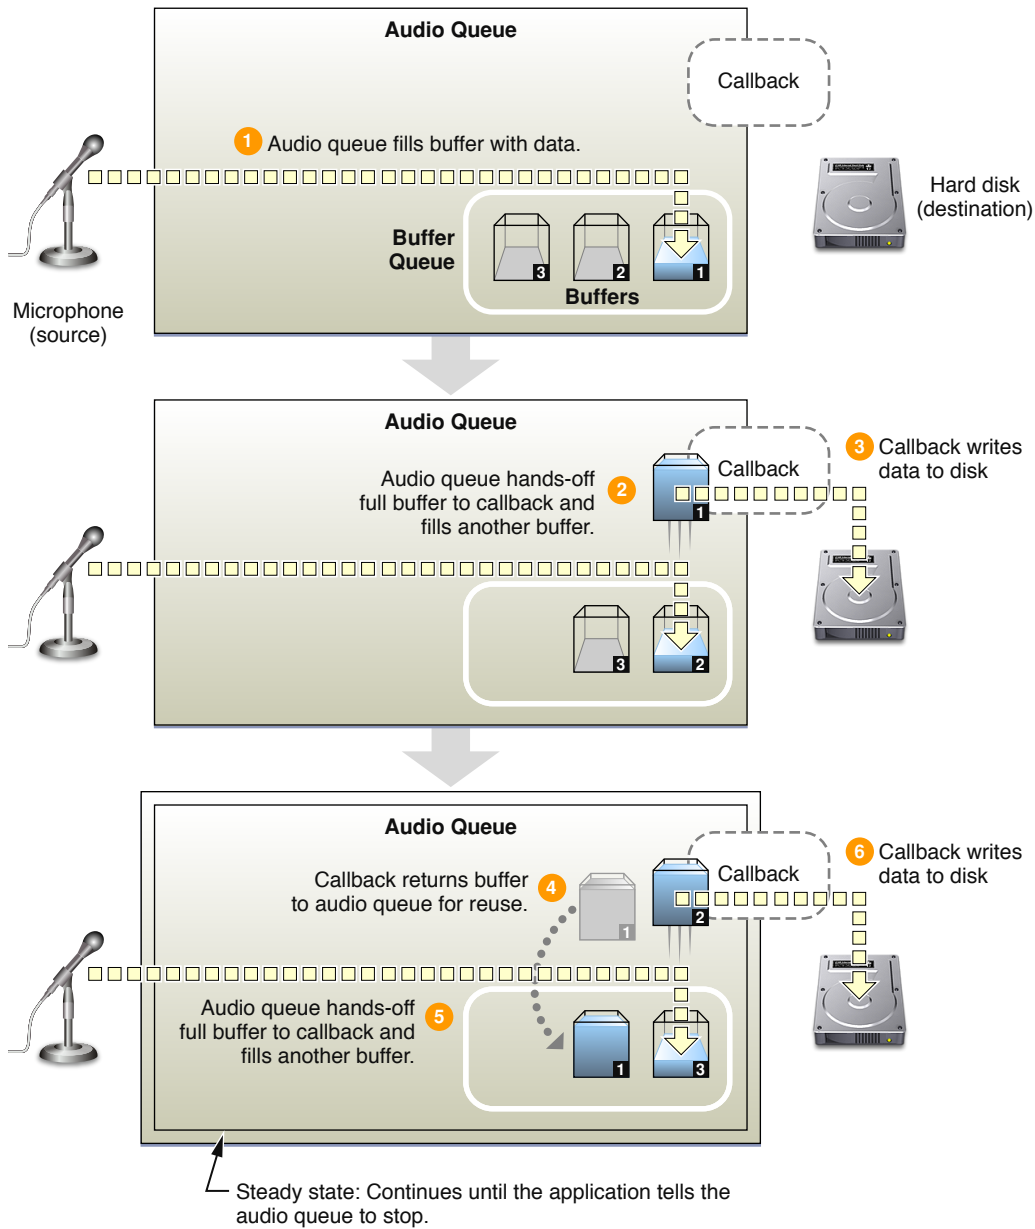 Audio Queue
Callback
1 Audio queue fills buffer with data.
Hard disk
(destination)
Buffer
Queue
3 2 1
Buffers
Microphone
(source)
Audio Queue
Callback
3 Callback writes
data to disk
Audio queue hands-off
full buffer to callback and
fills another buffer.
2
1
3 2
Audio Queue
Callback
6 Callback writes
data to disk
Callback returns buffer
to audio queue for reuse.
4
1 2
Audio queue hands-off
full buffer to callback and
fills another buffer.
5
1 3
Steady state: Continues until the application tells the
audio queue to stop.